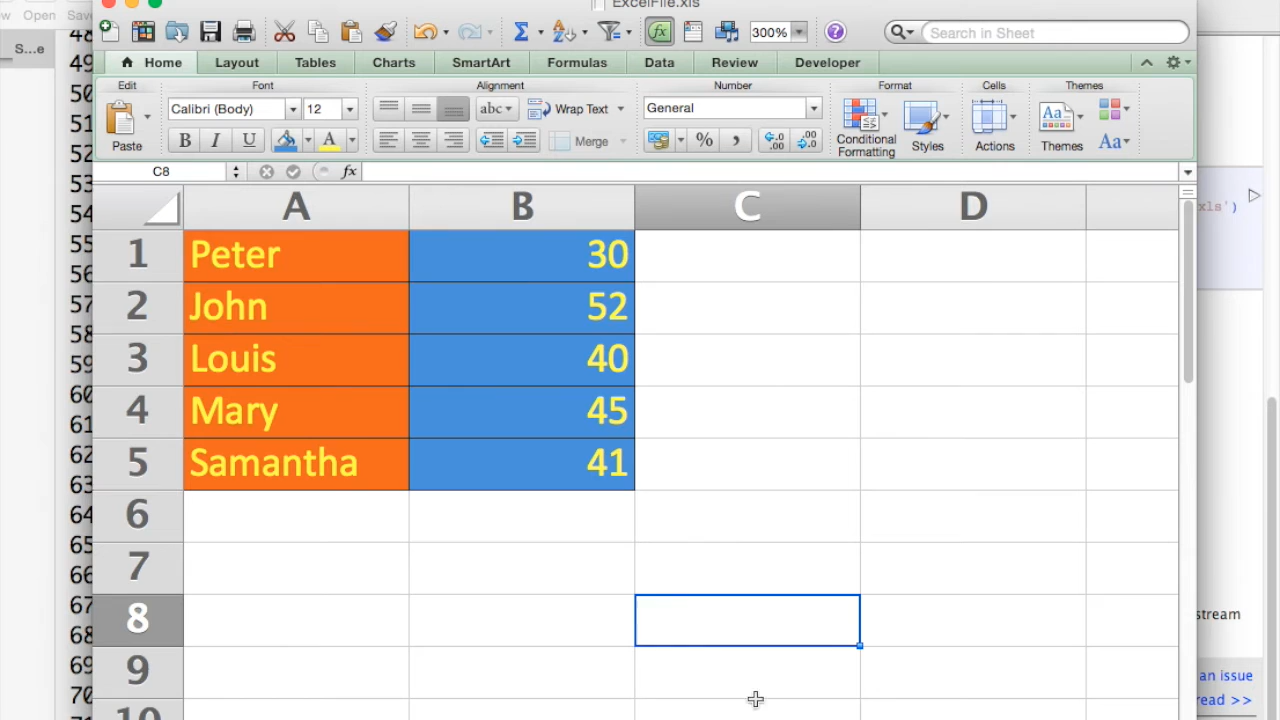 ExcelFile.xls
Open Save
S...e
300% Search in Sheet
Home Layout Tables Charts SmartArt Formulas Data Review Developer
Edit Font Alignment Number Format Cells Themes
Calibri (Body) 12 abc Wrap Text General
Paste B I U A Merge % , Conditional Formatting Styles Actions Themes Aa
C8 fx
xls')
A B C D
1 Peter 30
2 John 52
3 Louis 40
4 Mary 45
5 Samantha 41
6
7
8
9
10
48
49
50
51
52
53
54
55
56
57
58
59
60
61
62
63
64
65
66
67
68
69
70
stream
an issue
read >>